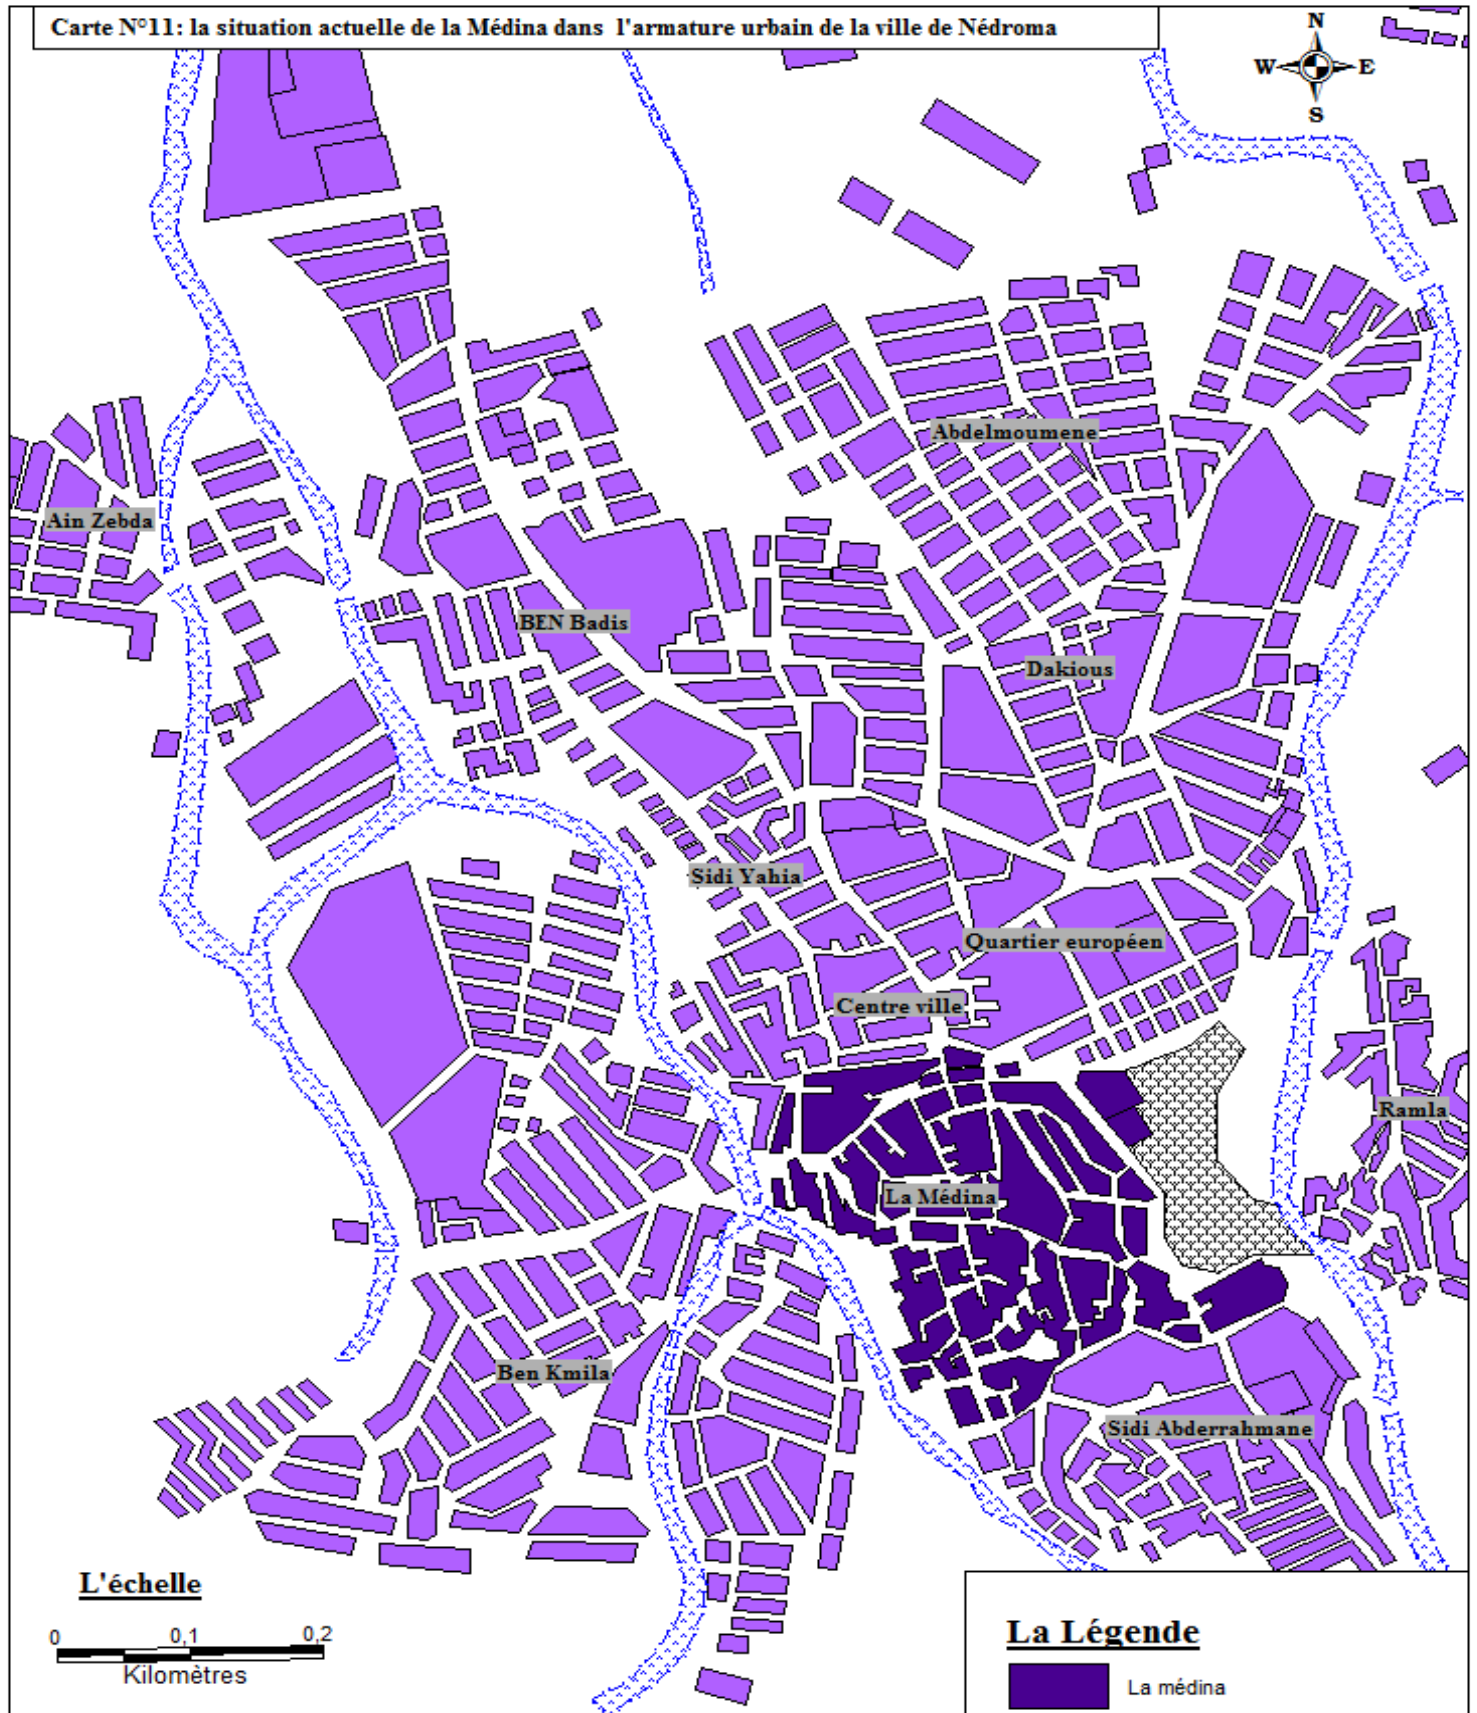 Carte N°11: la situation actuelle de la Médina dans l'armature urbain de la ville de Nédroma
N
W E
S
Abdelmoumene
Ain Zebda
BEN Badis
Dakious
Sidi Yahia
Quartier européen
Centre ville
Ramla
La Médina
Ben Kmila
Sidi Abderrahmane
L'échelle
0 0,1 0,2
Kilomètres
La Légende
La médina